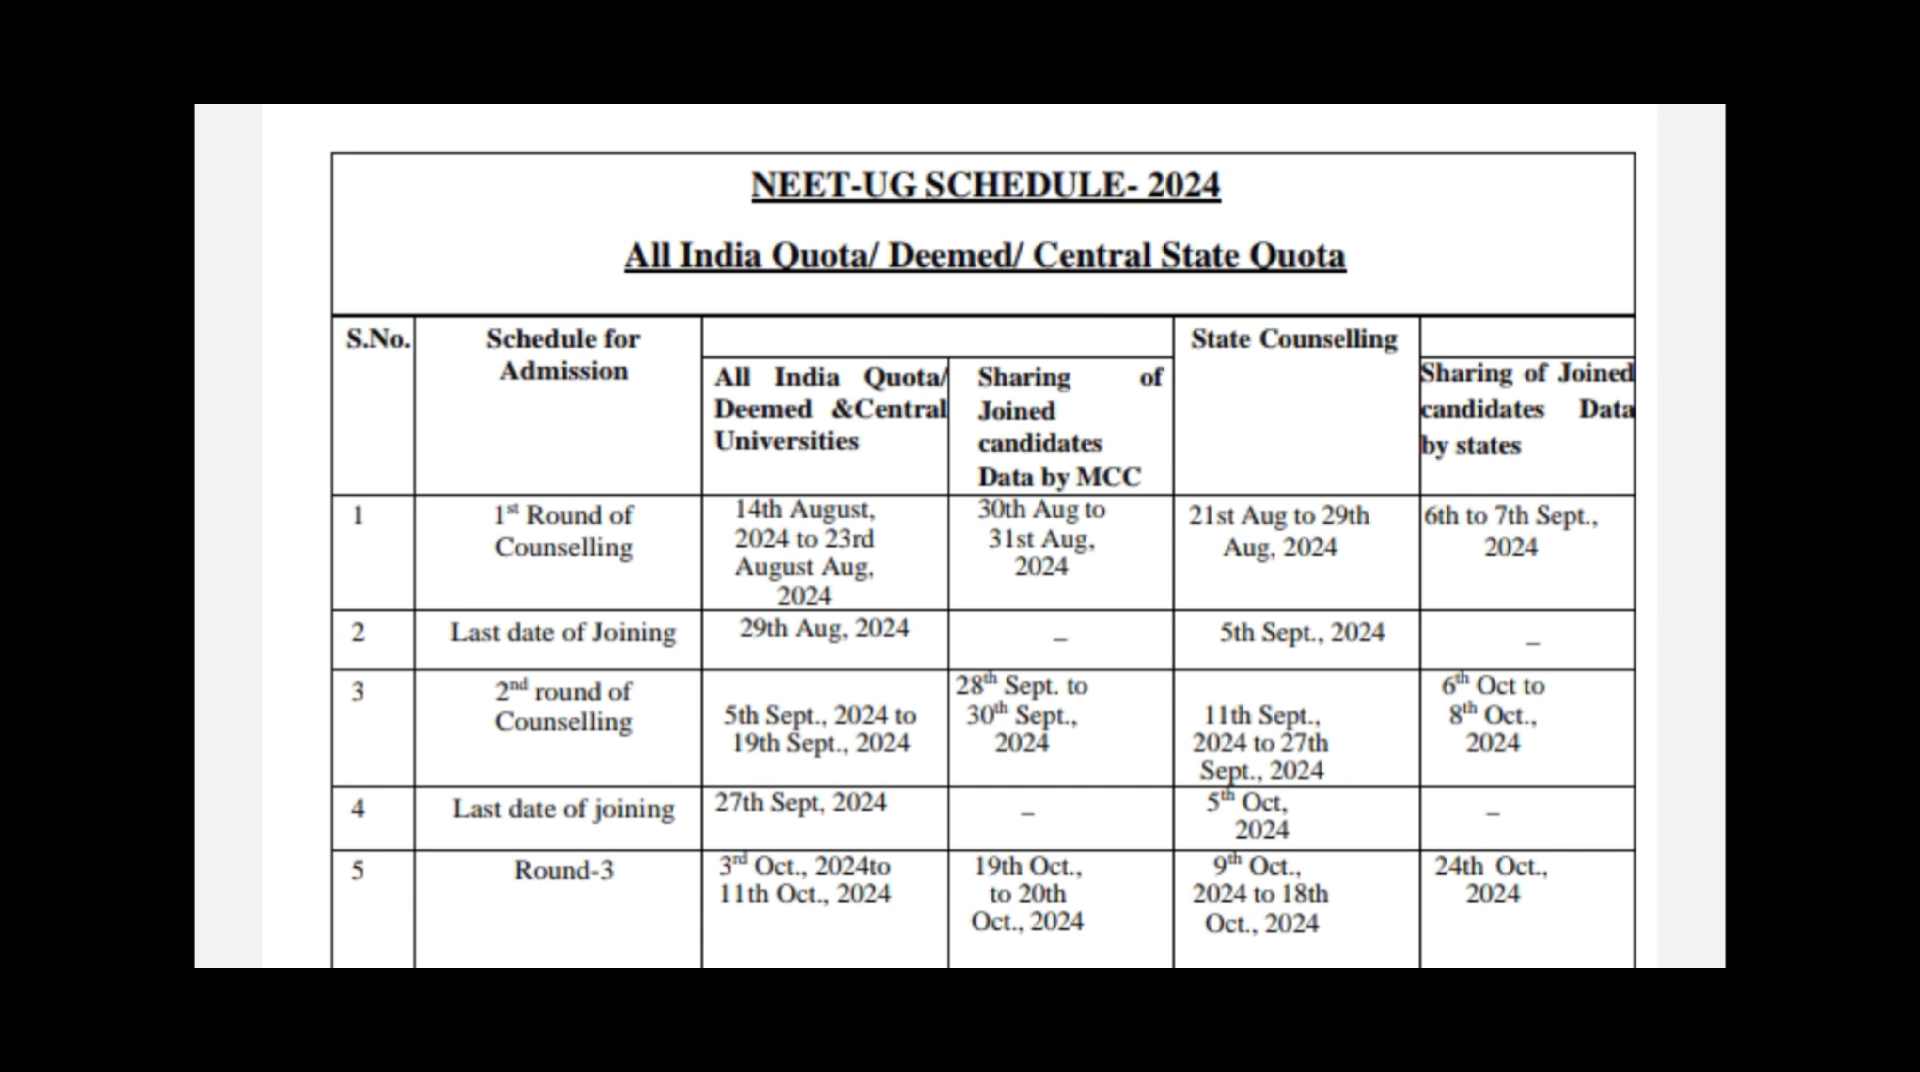 NEET-UG SCHEDULE- 2024
All India Quota/ Deemed/ Central State Quota
S.No.
Schedule for
Admission
All India Quota/
Deemed &Central
Universities
Sharing of
Joined
candidates
Data by MCC
State Counselling
Sharing of Joined
candidates Data
by states
1
1st Round of
Counselling
14th August,
2024 to 23rd
August Aug,
2024
30th Aug to
31st Aug,
2024
21st Aug to 29th
Aug, 2024
6th to 7th Sept.,
2024
2
Last date of Joining
29th Aug, 2024
–
5th Sept., 2024
–
3
2nd round of
Counselling
5th Sept., 2024 to
19th Sept., 2024
28th Sept. to
30th Sept.,
2024
11th Sept.,
2024 to 27th
Sept., 2024
6th Oct to
8th Oct.,
2024
4
Last date of joining
27th Sept, 2024
–
5th Oct,
2024
–
5
Round-3
3rd Oct., 2024to
11th Oct., 2024
19th Oct.,
to 20th
Oct., 2024
9th Oct.,
2024 to 18th
Oct., 2024
24th Oct.,
2024